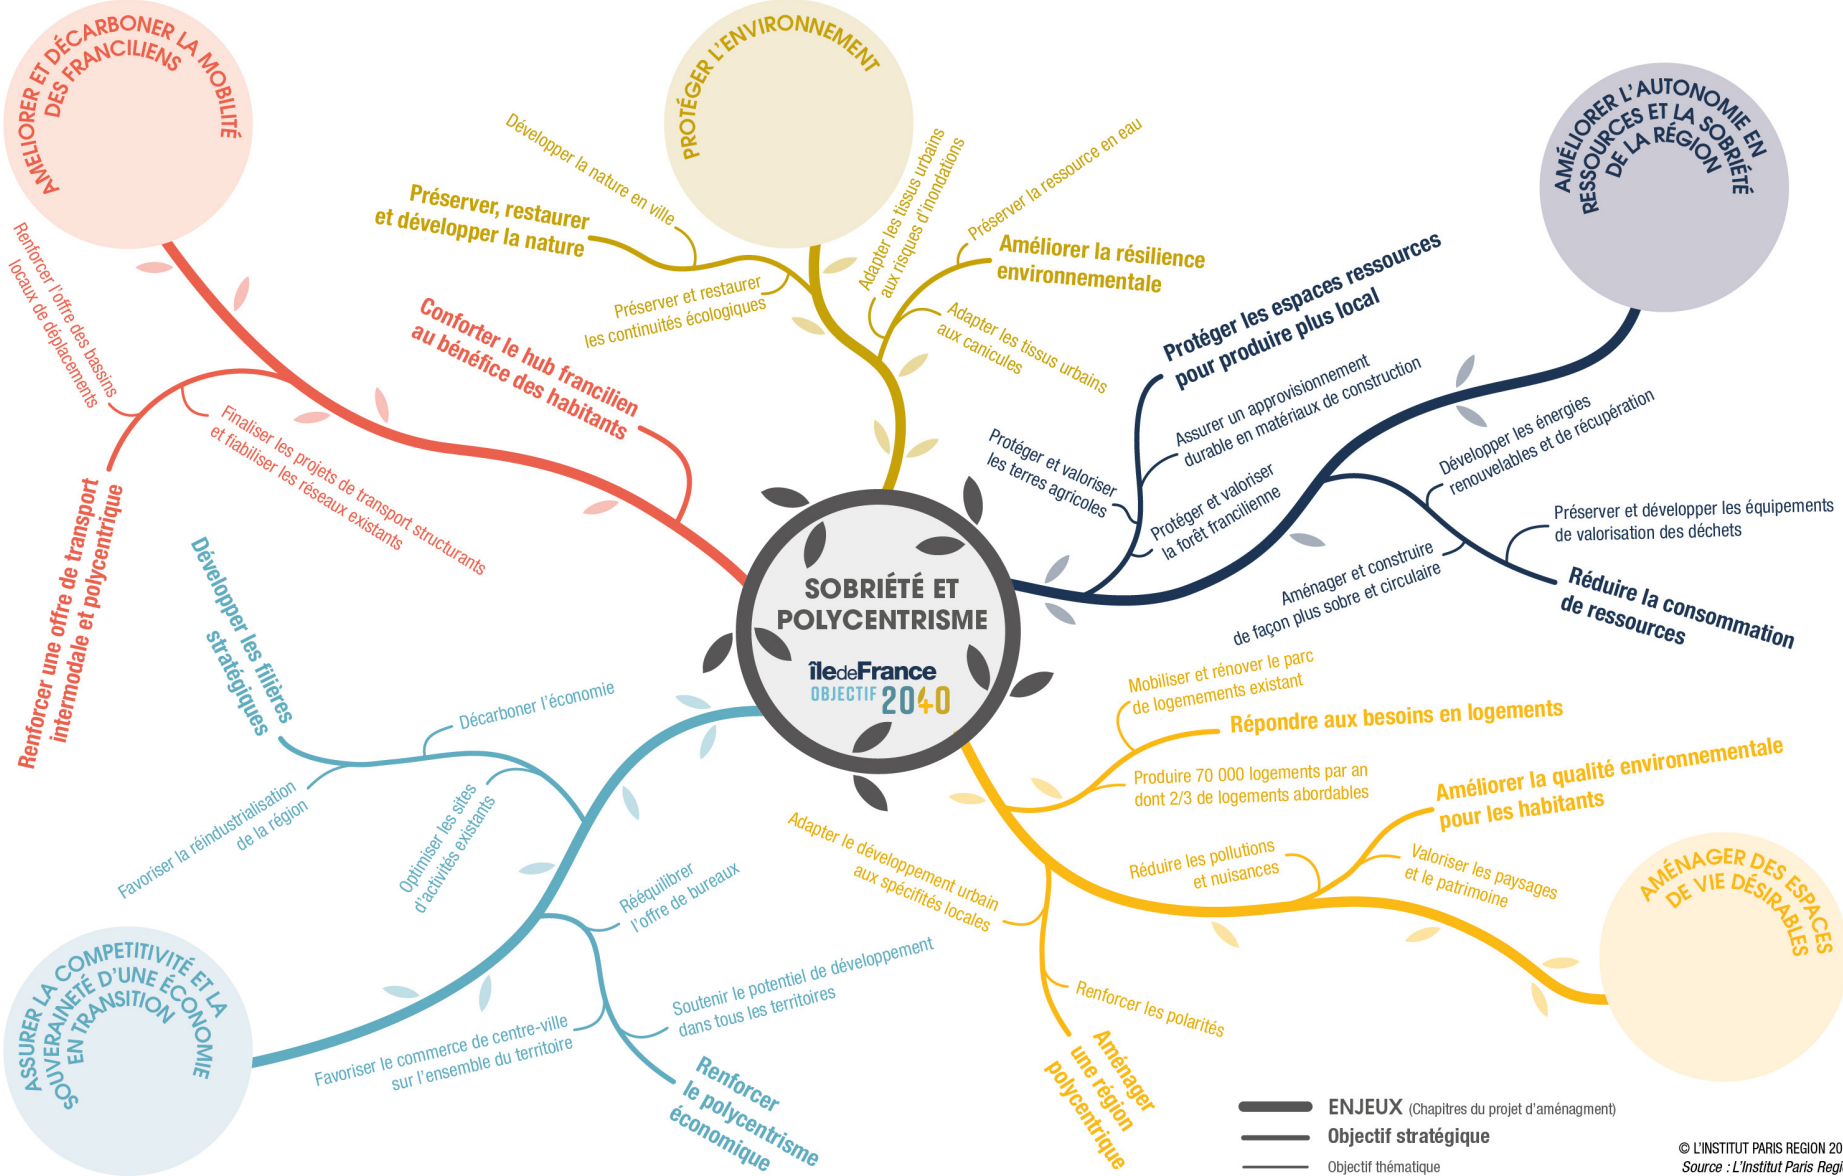 AMÉLIORER ET DÉCARBONER LA MOBILITÉ
DES FRANCILIENS
Renforcer l'offre des bassins
locaux de déplacements
Finaliser les projets de transport structurants
et fiabiliser les réseaux existants
Renforcer une offre de transport
intermodale et polycentrique
Conforter le hub francilien
au bénéfice des habitants
PROTÉGER L'ENVIRONNEMENT
Développer la nature en ville
Préserver, restaurer
et développer la nature
Préserver et restaurer
les continuités écologiques
Adapter les tissus urbains
aux risques d'inondations
Préserver la ressource en eau
Améliorer la résilience
environnementale
Adapter les tissus urbains
aux canicules
AMÉLIORER L'AUTONOMIE EN
RESSOURCES ET LA SOBRIÉTÉ
DE LA RÉGION
Protéger les espaces ressources
pour produire plus local
Assurer un approvisionnement
durable en matériaux de construction
Protéger et valoriser
les terres agricoles
Protéger et valoriser
la forêt francilienne
Développer les énergies
renouvelables et de récupération
Préserver et développer les équipements
de valorisation des déchets
Aménager et construire
de façon plus sobre et circulaire
Réduire la consommation
de ressources
SOBRIÉTÉ ET
POLYCENTRISME
îledeFrance
OBJECTIF 2040
Développer les filières
stratégiques
Décarboner l'économie
Favoriser la réindustrialisation
de la région
Optimiser les sites
d'activités existants
Rééquilibrer
l'offre de bureaux
Soutenir le potentiel de développement
dans tous les territoires
Favoriser le commerce de centre-ville
sur l'ensemble du territoire
Renforcer
le polycentrisme
économique
ASSURER LA COMPETITIVITÉ ET LA
SOUVERAINETÉ D'UNE ÉCONOMIE
EN TRANSITION
Mobiliser et rénover le parc
de logemements existant
Répondre aux besoins en logements
Produire 70 000 logements par an
dont 2/3 de logements abordables
Adapter le développement urbain
aux spécifités locales
Réduire les pollutions
et nuisances
Améliorer la qualité environnementale
pour les habitants
Valoriser les paysages
et le patrimoine
Renforcer les polarités
Aménager
une région
polycentrique
AMÉNAGER DES ESPACES
DE VIE DÉSIRABLES
ENJEUX (Chapitres du projet d'aménagment)
Objectif stratégique
Objectif thématique
© L'INSTITUT PARIS REGION 20
Source : L'Institut Paris Regi